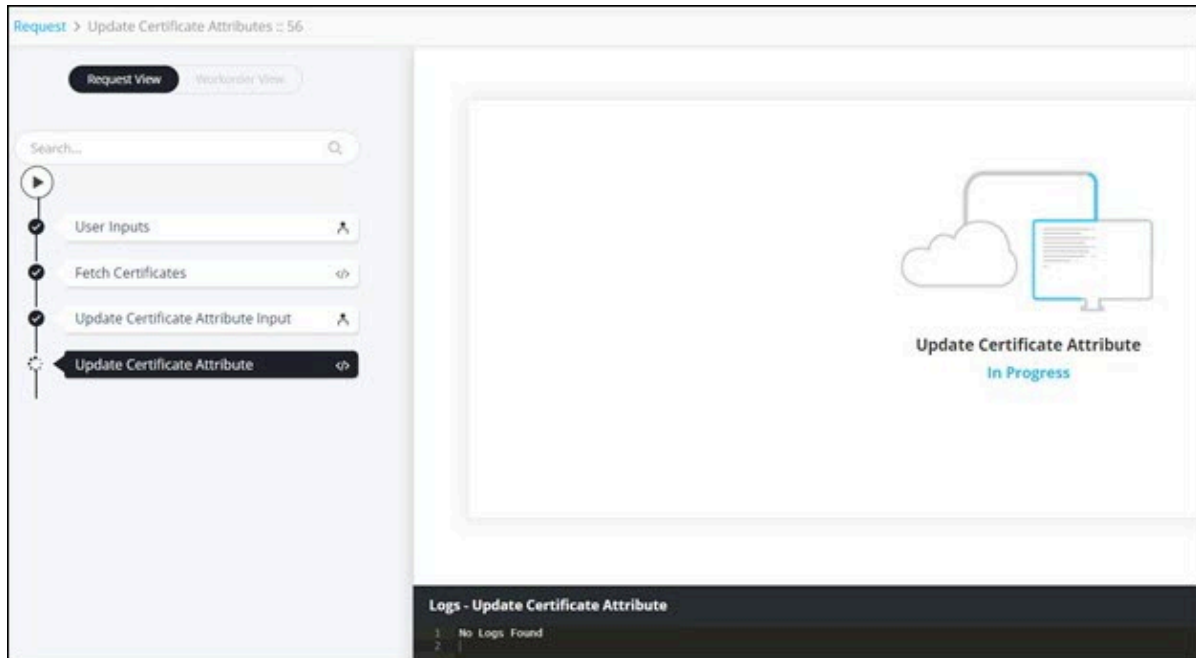 Request > Update Certificate Attributes :: 56
Request View
Workorder View
Search...
User Inputs
Fetch Certificates
</>
Update Certificate Attribute Input
Update Certificate Attribute
</>
Update Certificate Attribute
In Progress
Logs - Update Certificate Attribute
1 No Logs Found
2